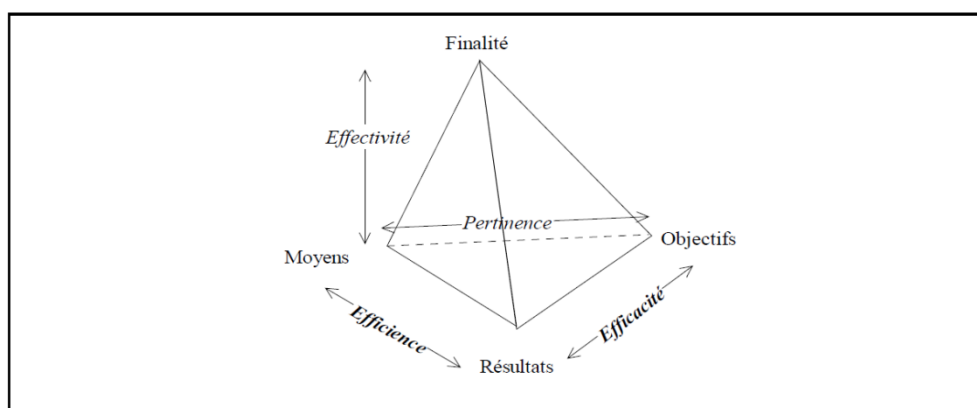 Finalité
Effectivité
Pertinence
Moyens
Objectifs
Efficience
Efficacité
Résultats